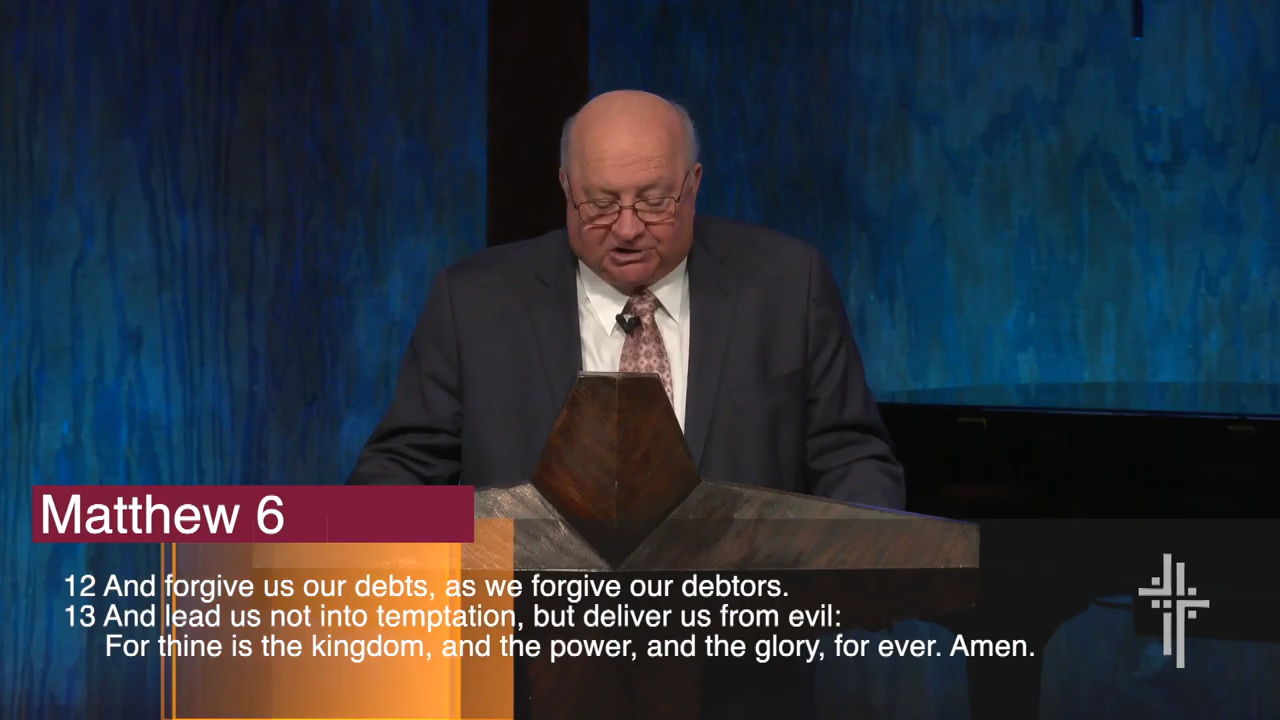 Matthew 6
12 And forgive us our debts, as we forgive our debtors.
13 And lead us not into temptation, but deliver us from evil:
For thine is the kingdom, and the power, and the glory, for ever. Amen.